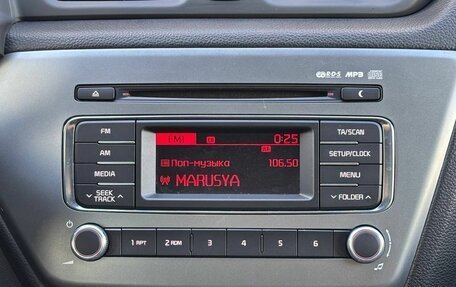 RDS MP3
FM
AM
MEDIA
SEEK
TRACK
FM1 0:25
Поп-музыка 106.50
MARUSYA
TA/SCAN
SETUP/CLOCK
MENU
FOLDER
1 RPT 2 RDM 3 4 5 6